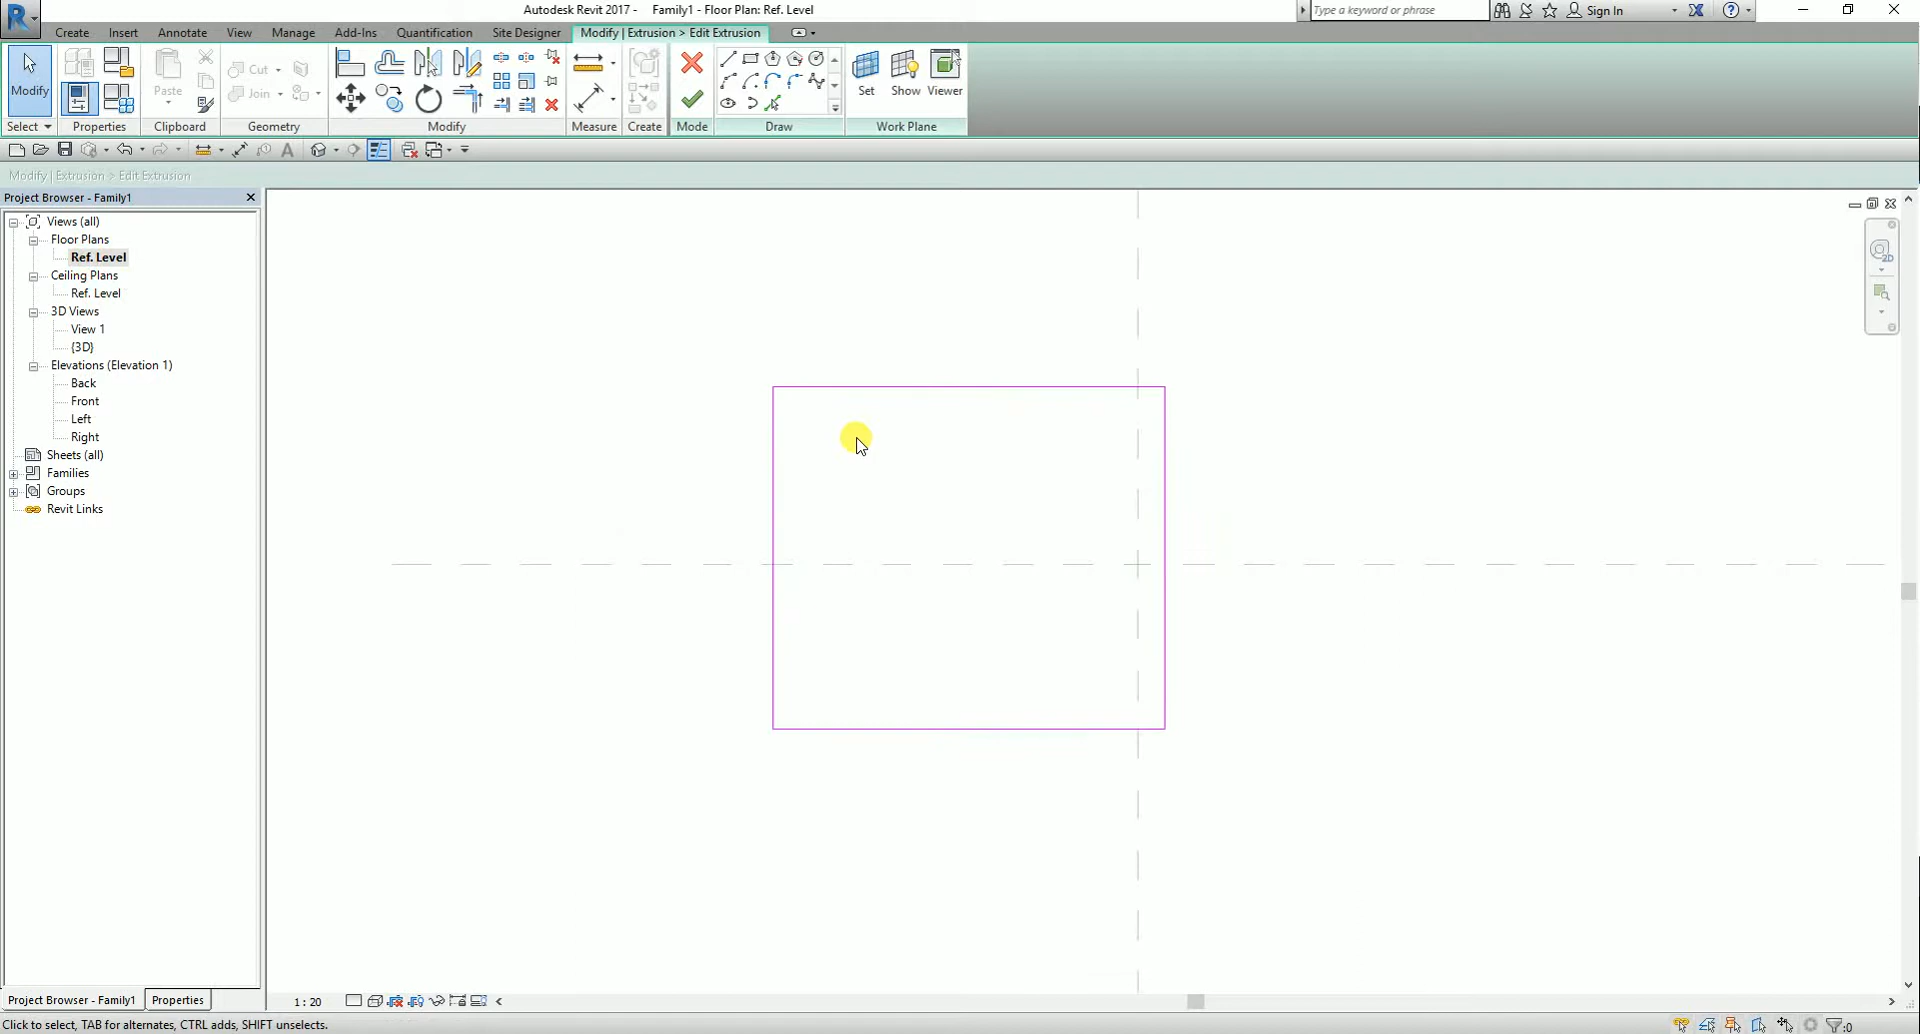 Autodesk Revit 2017 - Family1 - Floor Plan: Ref. Level
Type a keyword or phrase
Sign In
Create Insert Annotate View Manage Add-Ins Quantification Site Designer Modify | Extrusion > Edit Extrusion
Modify
Paste
Cut
Join
Set Show Viewer
Select Properties Clipboard Geometry Modify Measure Create Mode Draw Work Plane
Modify | Extrusion > Edit Extrusion
Project Browser - Family1
Views (all)
Floor Plans
Ref. Level
Ceiling Plans
Ref. Level
3D Views
View 1
{3D}
Elevations (Elevation 1)
Back
Front
Left
Right
Sheets (all)
Families
Groups
Revit Links
2D
Project Browser - Family1 Properties
1 : 20
Click to select, TAB for alternates, CTRL adds, SHIFT unselects.
:0